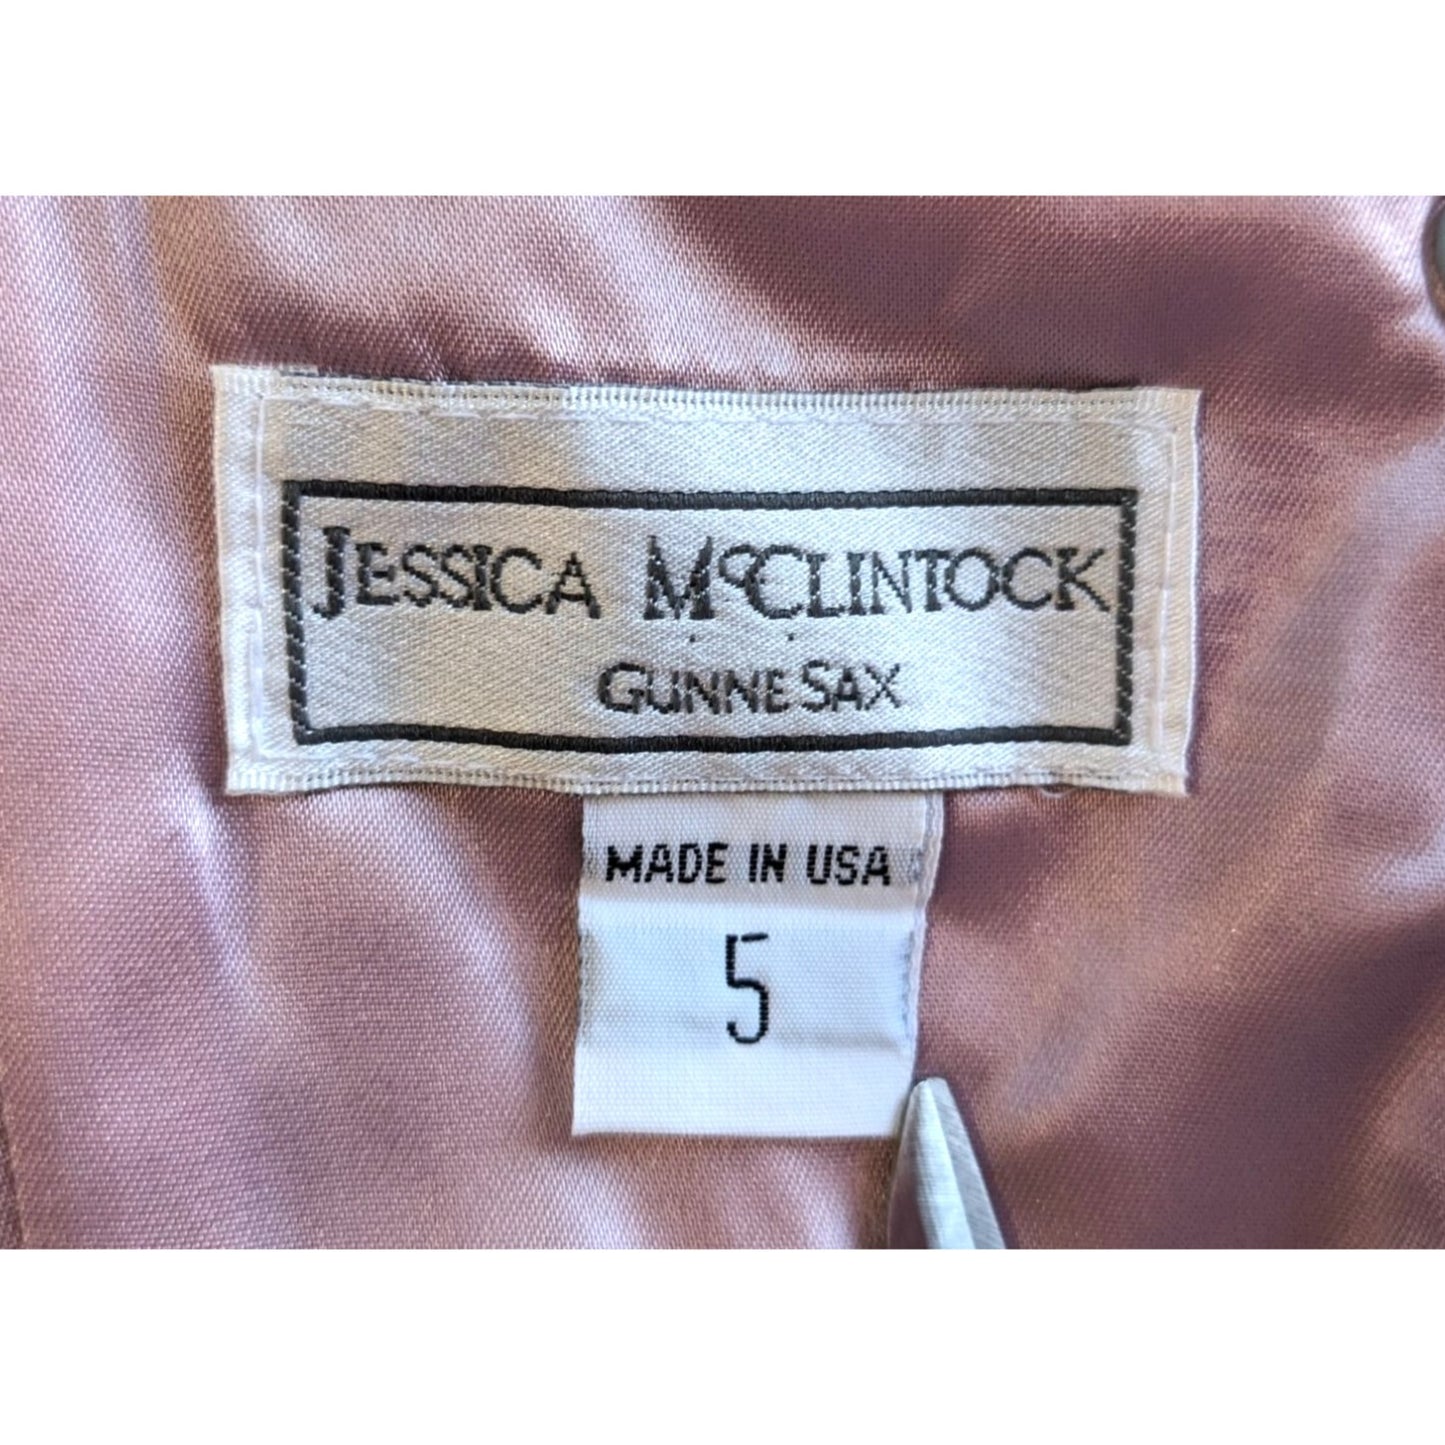 JESSICA McCLINTOCK
GUNNE SAX
MADE IN USA
5